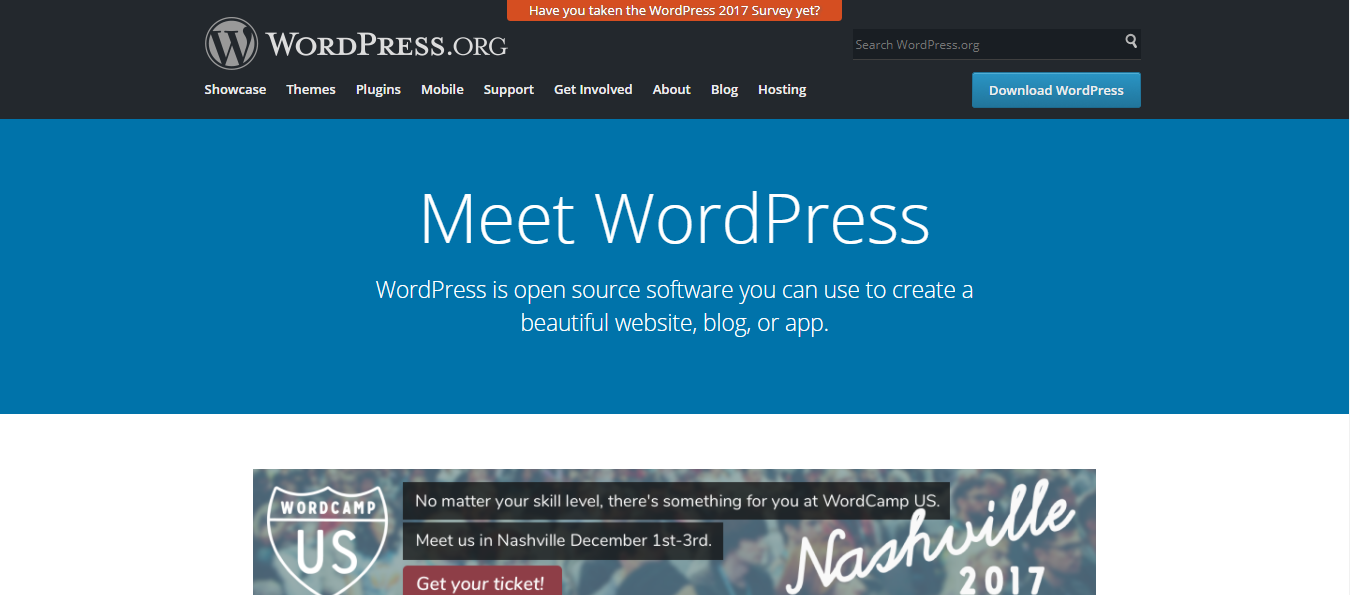 Have you taken the WordPress 2017 Survey yet?
WORDPRESS.ORG
Search WordPress.org
Showcase Themes Plugins Mobile Support Get Involved About Blog Hosting
Download WordPress
Meet WordPress
WordPress is open source software you can use to create a
beautiful website, blog, or app.
WORDCAMP
US
No matter your skill level, there's something for you at WordCamp US.
Meet us in Nashville December 1st-3rd.
Get your ticket!
Nashville
2017